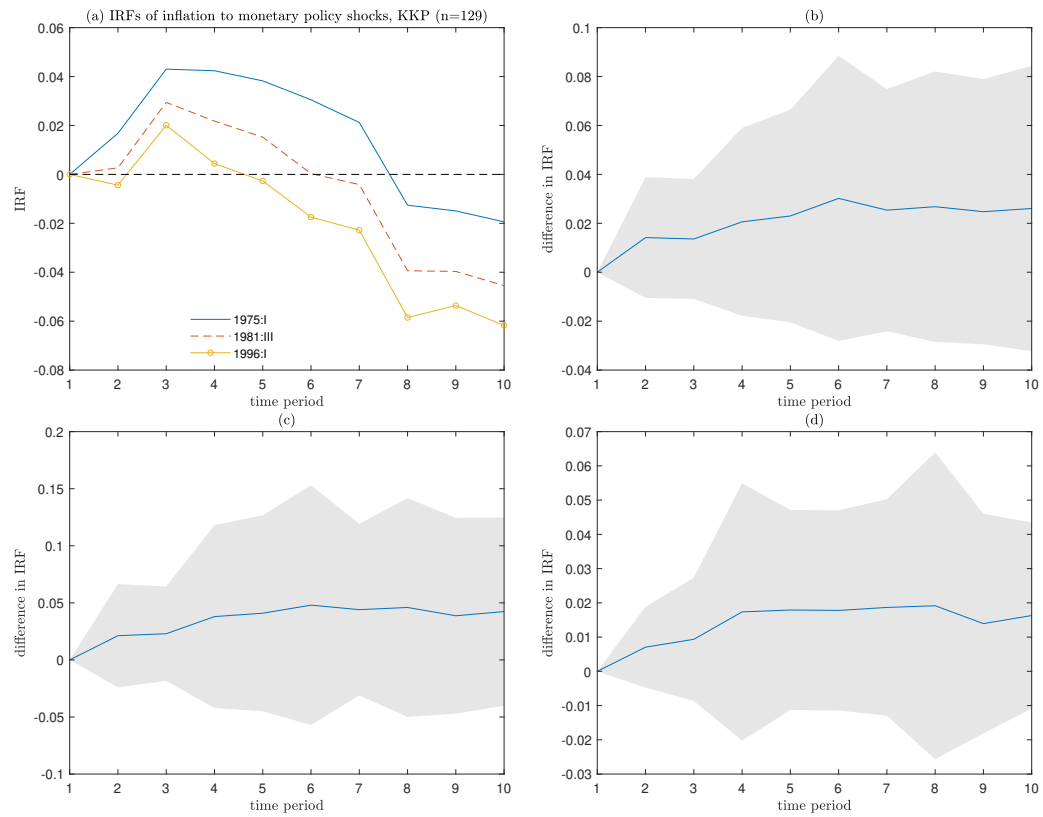 (a) IRFs of inflation to monetary policy shocks, KKP (n=129)
0.06
0.04
0.02
0
-0.02
-0.04
-0.06
-0.08
IRF
1975:I
1981:III
1996:I
1 2 3 4 5 6 7 8 9 10
time period
(b)
0.1
0.08
0.06
0.04
0.02
0
-0.02
-0.04
difference in IRF
1 2 3 4 5 6 7 8 9 10
time period
(c)
0.2
0.15
0.1
0.05
0
-0.05
-0.1
difference in IRF
1 2 3 4 5 6 7 8 9 10
time period
(d)
0.07
0.06
0.05
0.04
0.03
0.02
0.01
0
-0.01
-0.02
-0.03
difference in IRF
1 2 3 4 5 6 7 8 9 10
time period